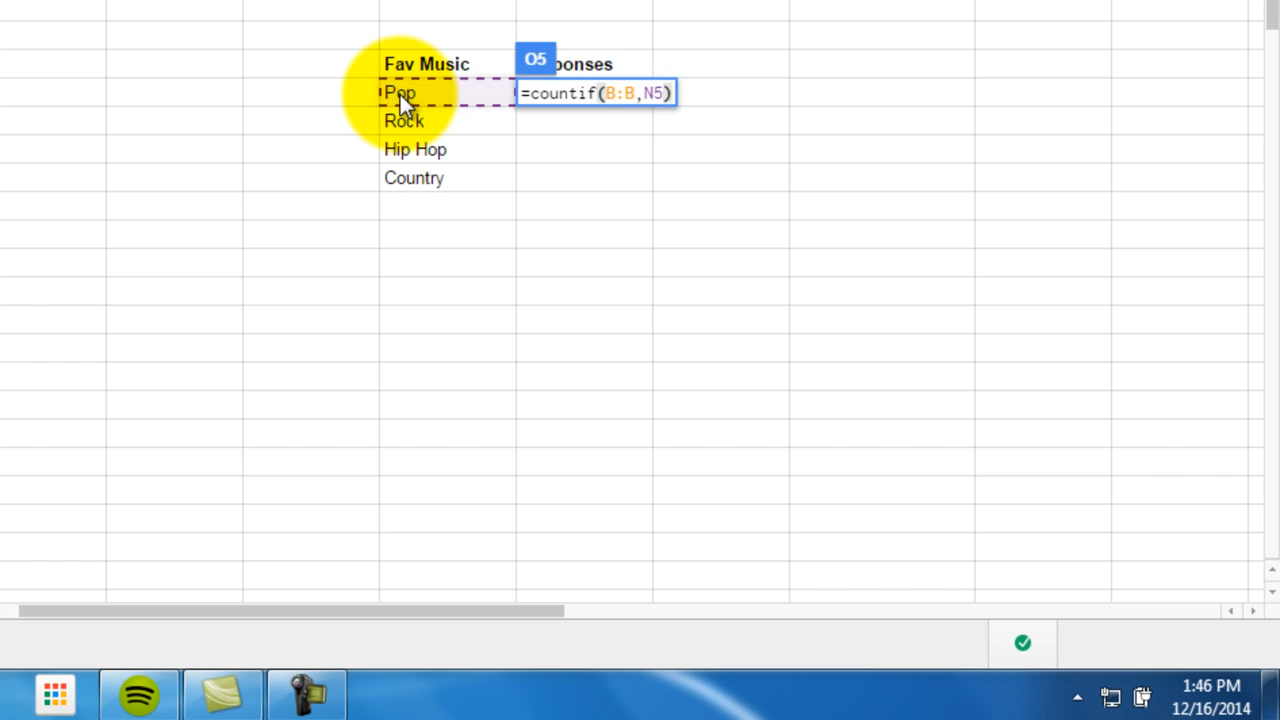 Fav Music
O5
ponses
Pop
=countif(B:B,N5)
Rock
Hip Hop
Country
1:46 PM
12/16/2014